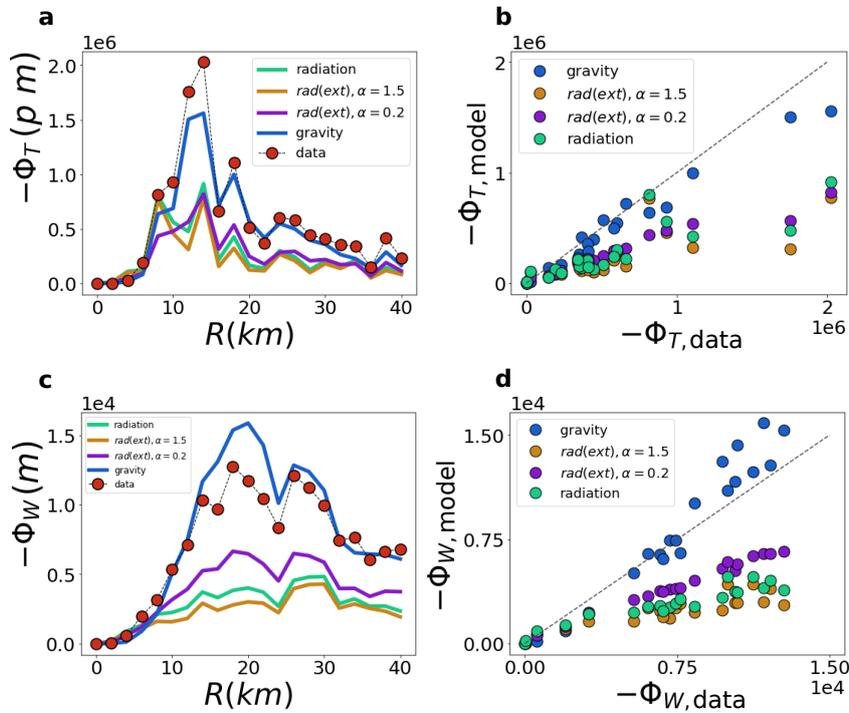 a
1e6
−Φ_T (p m)
2.0
1.5
1.0
0.5
0.0
radiation
rad(ext), α = 1.5
rad(ext), α = 0.2
gravity
data
0 10 20 30 40
R(km)
b
1e6
−Φ_T,model
2
1
0
gravity
rad(ext), α = 1.5
rad(ext), α = 0.2
radiation
0 1 2
1e6
−Φ_T,data
c
1e4
−Φ_W (m)
1.5
1.0
0.5
0.0
radiation
rad(ext), α = 1.5
rad(ext), α = 0.2
gravity
data
0 10 20 30 40
R(km)
d
1e4
−Φ_W,model
1.50
0.75
0.00
gravity
rad(ext), α = 1.5
rad(ext), α = 0.2
radiation
0.00 0.75 1.50
1e4
−Φ_W,data